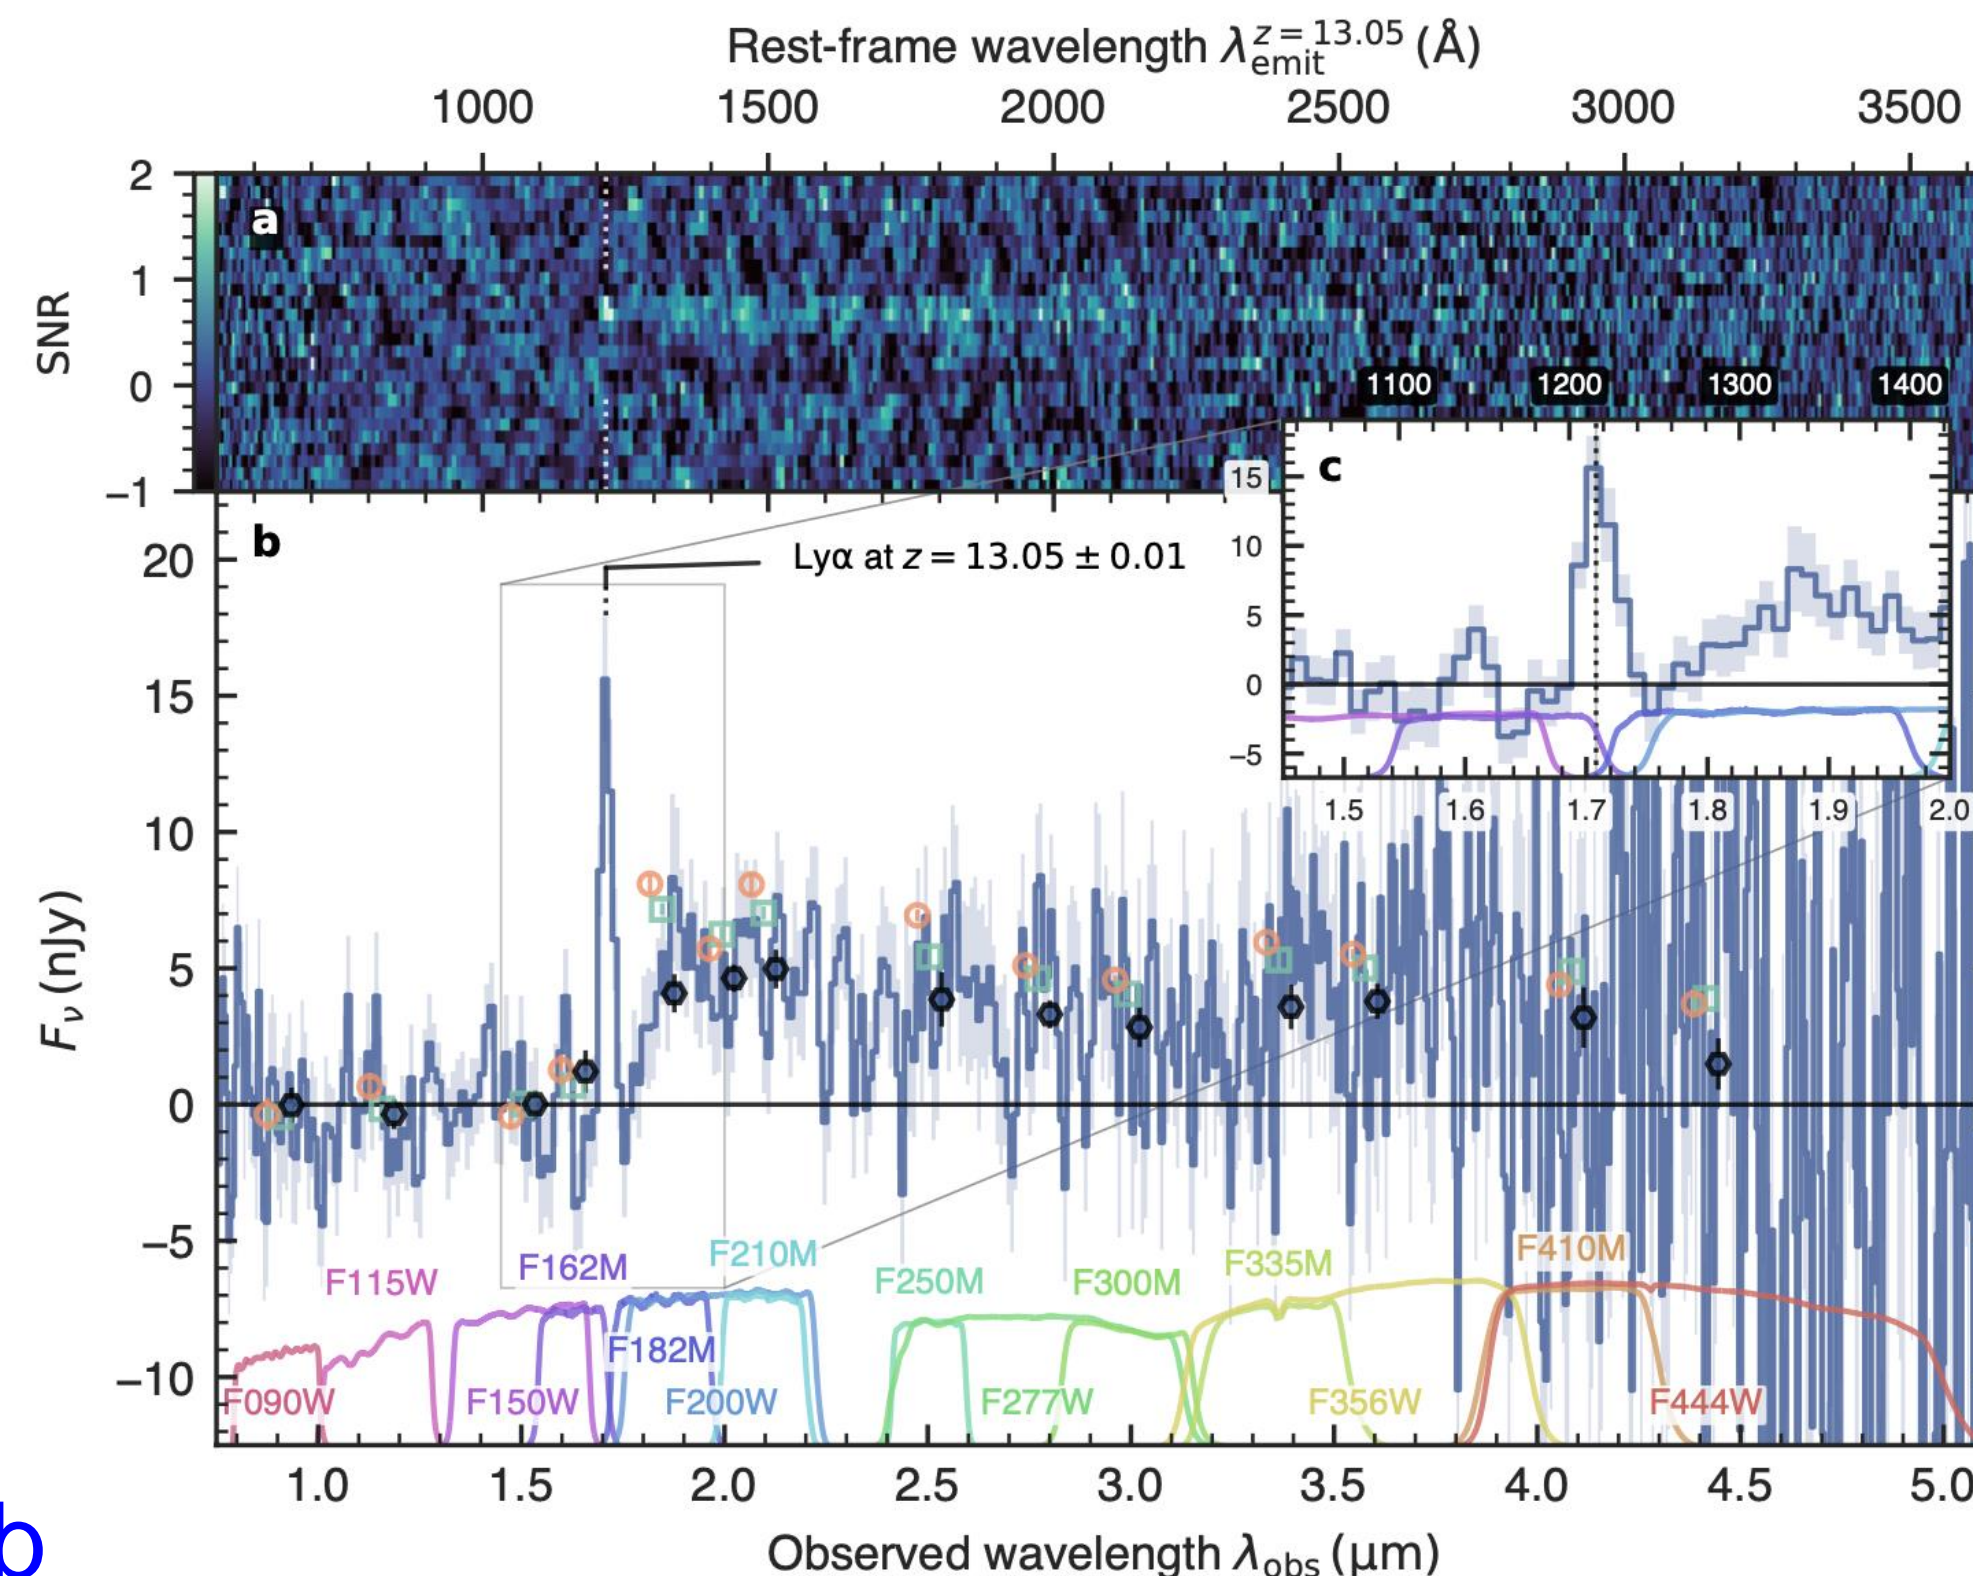 Rest-frame wavelength λ_emit^{z = 13.05} (Å)
1000 1500 2000 2500 3000 3500
2
a
1
SNR
0
−1
1100 1200 1300 1400
c
15
10
5
0
−5
1.5 1.6 1.7 1.8 1.9 2.0
b
Lyα at z = 13.05 ± 0.01
20
15
10
5
0
−5
−10
F_ν (nJy)
F210M
F410M
F162M
F335M
F115W
F250M
F300M
F182M
F090W
F150W
F200W
F277W
F356W
F444W
1.0 1.5 2.0 2.5 3.0 3.5 4.0 4.5 5.0
b
Observed wavelength λ_obs (μm)